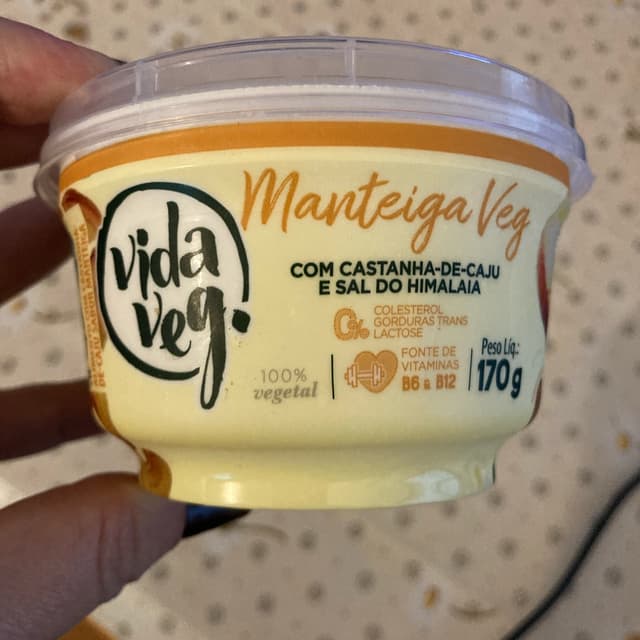 vida
veg.
Manteiga Veg
COM CASTANHA-DE-CAJU
E SAL DO HIMALAIA
0% COLESTEROL
GORDURAS TRANS
LACTOSE
100%
vegetal
FONTE DE
VITAMINAS
B6 e B12
Peso Líq.:
170g